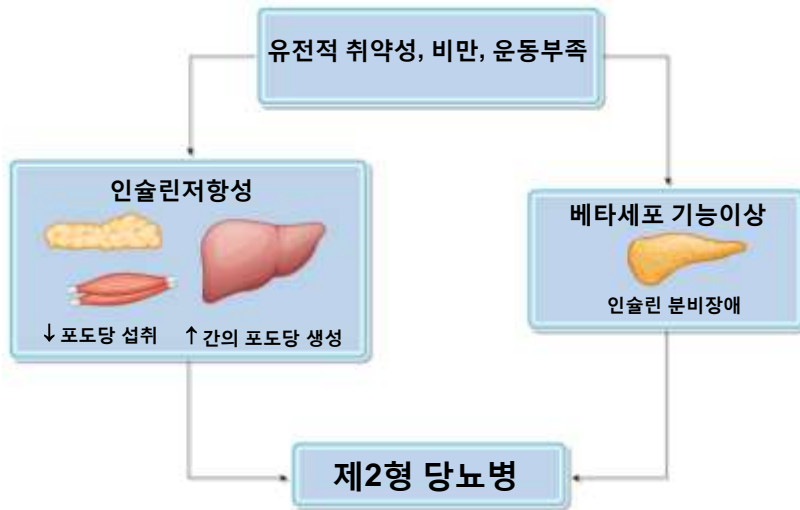 유전적 취약성, 비만, 운동부족
인슐린저항성
↓포도당 섭취 ↑간의 포도당 생성
베타세포 기능이상
인슐린 분비장애
제2형 당뇨병